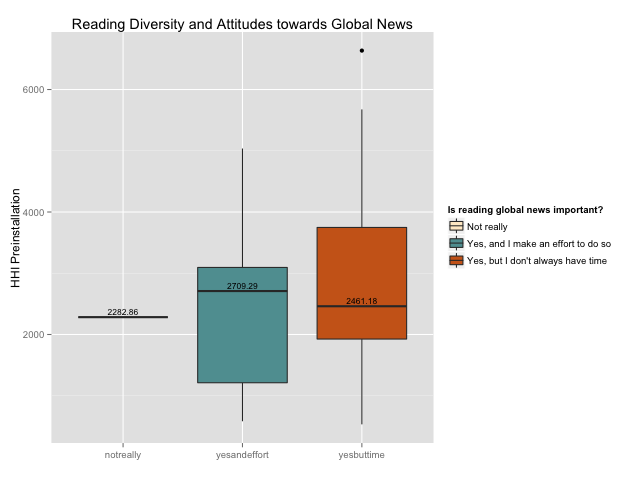 Reading Diversity and Attitudes towards Global News
HHI Preinstallation
6000
4000
2000
2282.86
2709.29
2461.18
notreally
yesandeffort
yesbuttime
Is reading global news important?
Not really
Yes, and I make an effort to do so
Yes, but I don't always have time